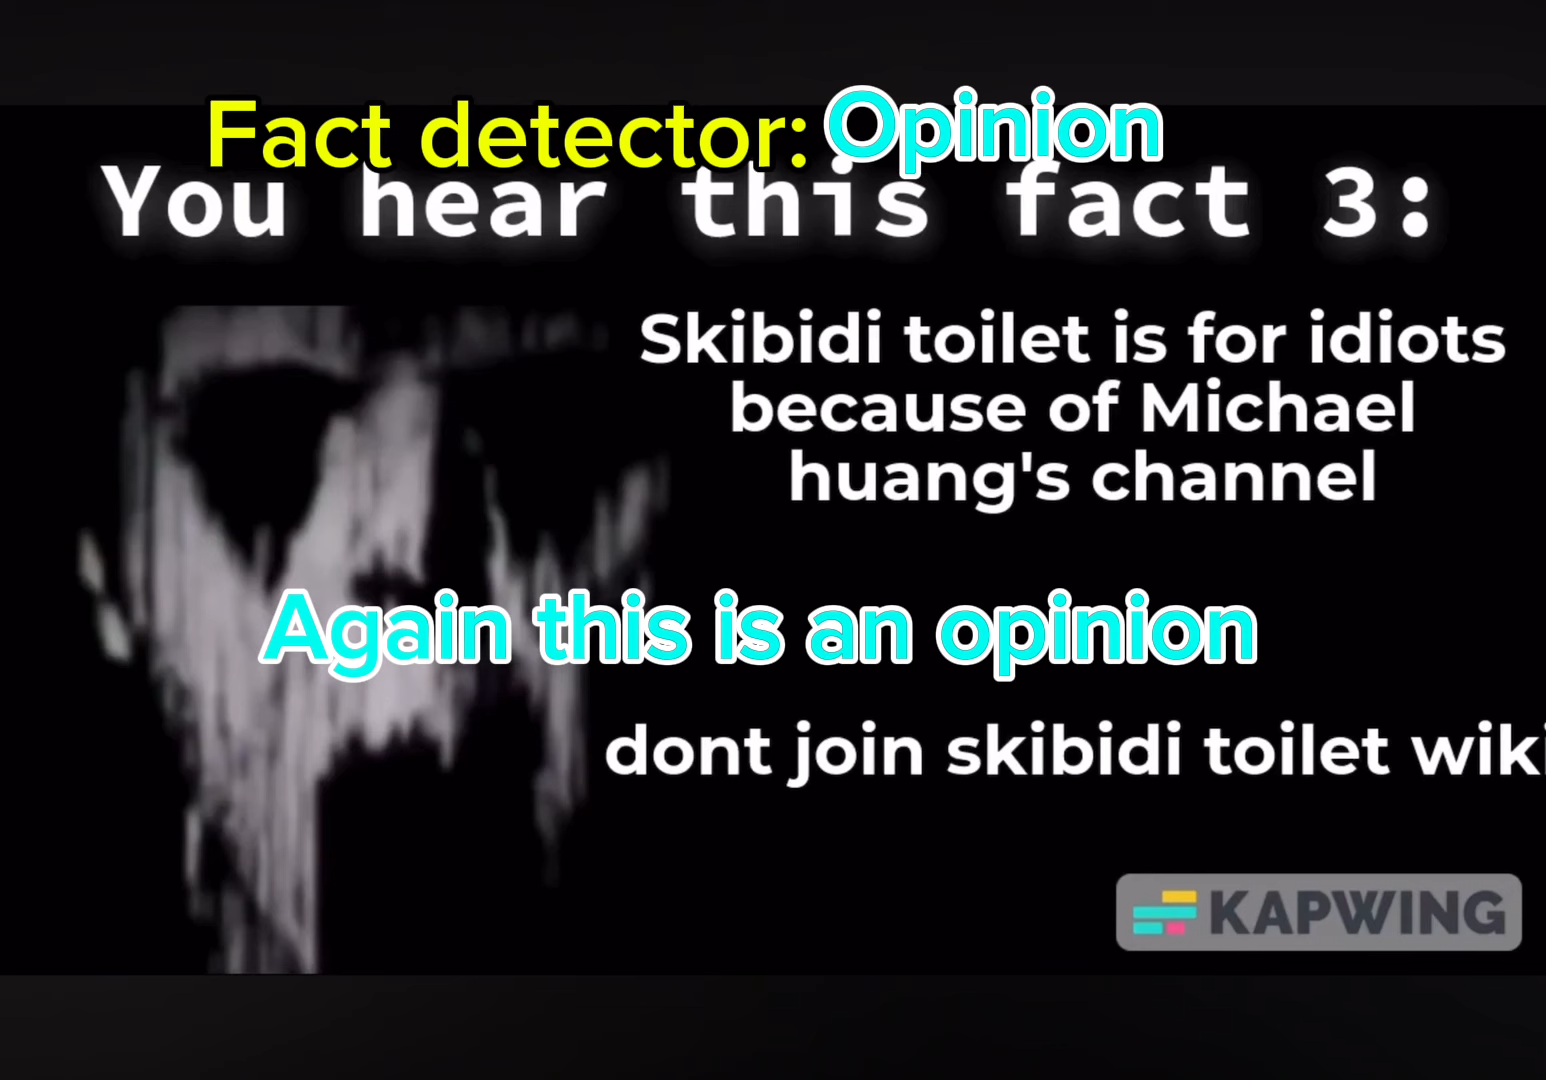 Fact detector: Opinion
You hear this fact 3:
Skibidi toilet is for idiots
because of Michael
huang's channel
Again this is an opinion
dont join skibidi toilet wiki
KAPWING